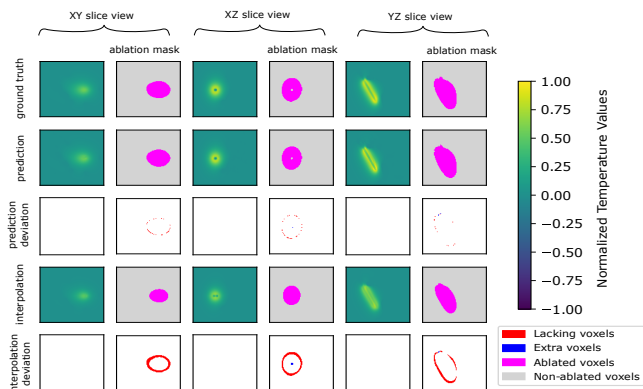 XY slice view
XZ slice view
YZ slice view
ablation mask
ablation mask
ablation mask
ground truth
prediction
prediction
deviation
interpolation
nterpolation
deviation
1.00
0.75
0.50
0.25
0.00
−0.25
−0.50
−0.75
−1.00
Normalized Temperature Values
Lacking voxels
Extra voxels
Ablated voxels
Non-ablated voxels